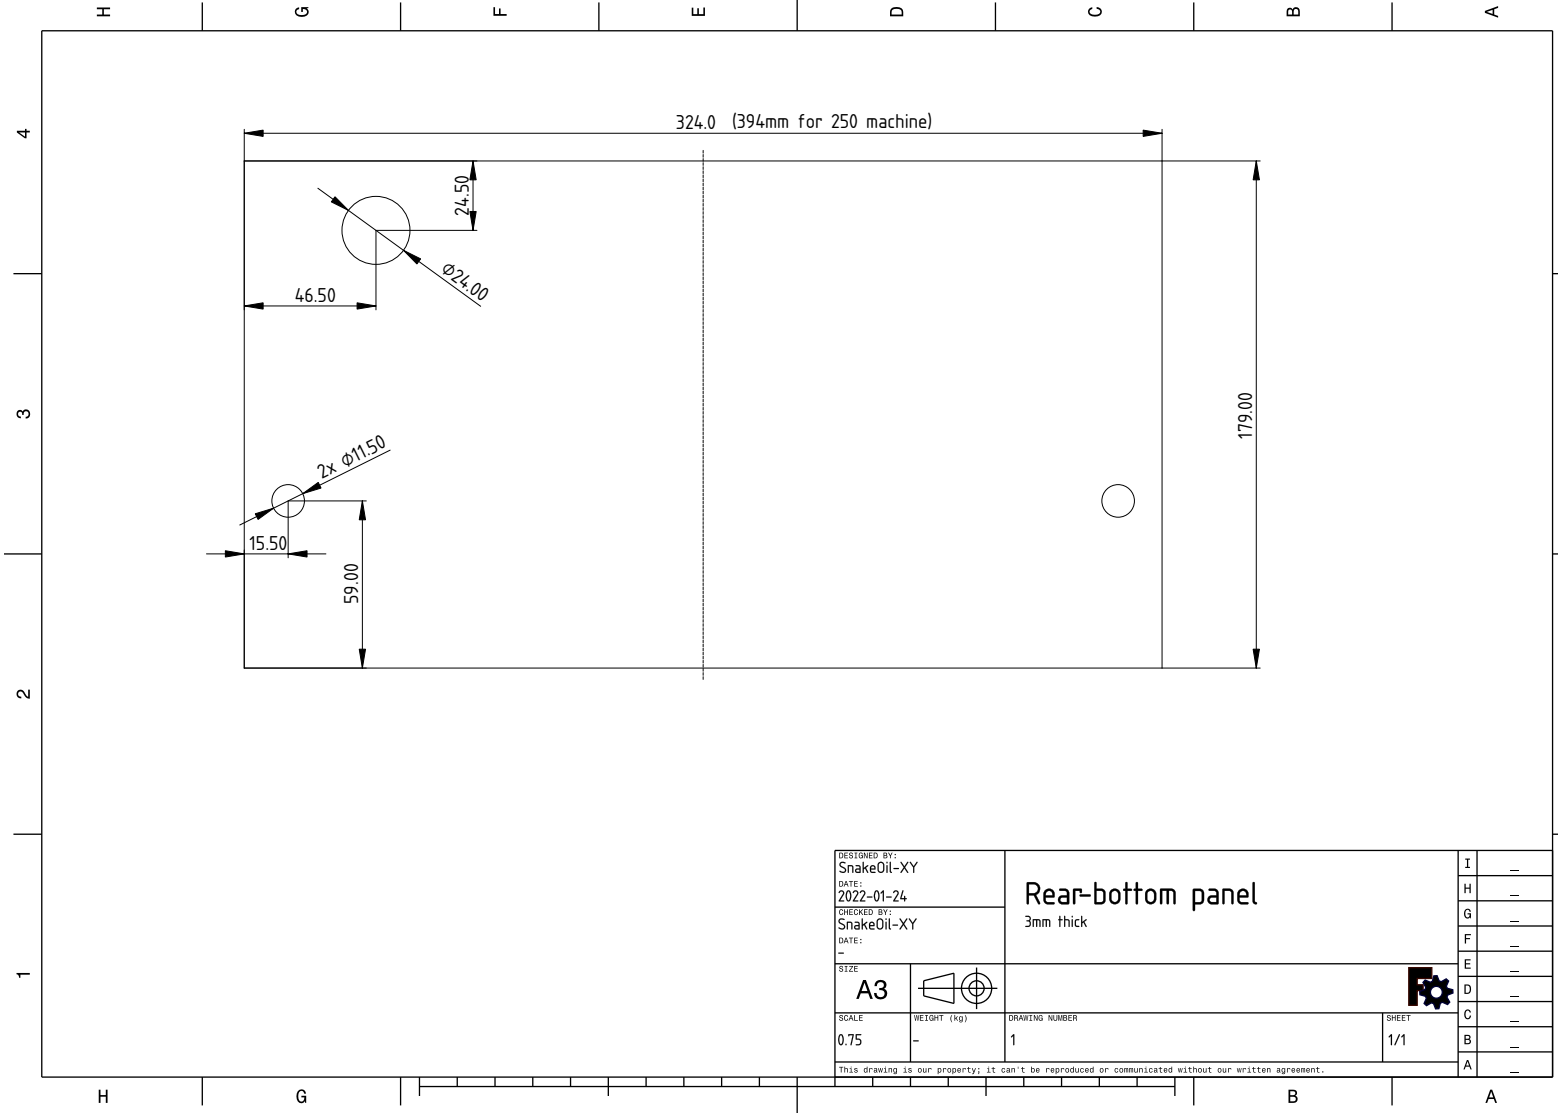 H G F E D C B A
4
324.0 (394mm for 250 machine)
24.50
Ø24.00
46.50
3
179.00
2x Ø11.50
15.50
59.00
2
1
DESIGNED BY:
SnakeOil-XY
DATE:
2022-01-24
CHECKED BY:
SnakeOil-XY
DATE:
-
Rear-bottom panel
3mm thick
SIZE
A3
SCALE
0.75
WEIGHT (kg)
-
DRAWING NUMBER
1
SHEET
1/1
This drawing is our property; it can't be reproduced or communicated without our written agreement.
I _
H _
G _
F _
E _
D _
C _
B _
A _
H G B A